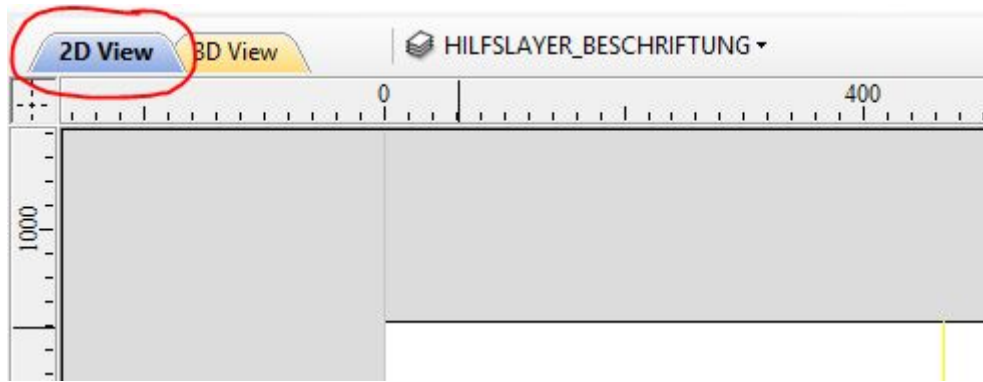 2D View
3D View
HILFSLAYER_BESCHRIFTUNG
0
400
1000